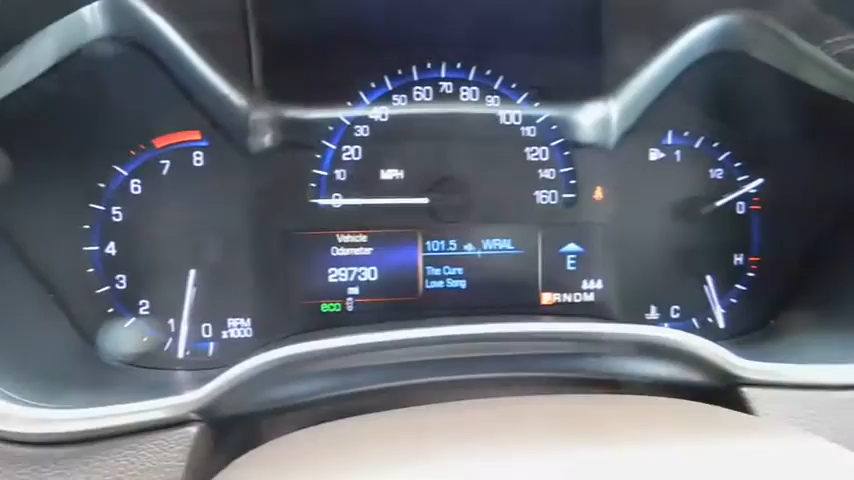 0 1 2 3 4 5 6 7 8
RPM
x1000
0 10 20 30 40 50 60 70 80 90 100 110 120 140 160
MPH
Vehicle
Odometer
29730
mi
eco
101.5 WRAL
The Cure
Love Song
E
PRNDM
1 1/2 0
H
C